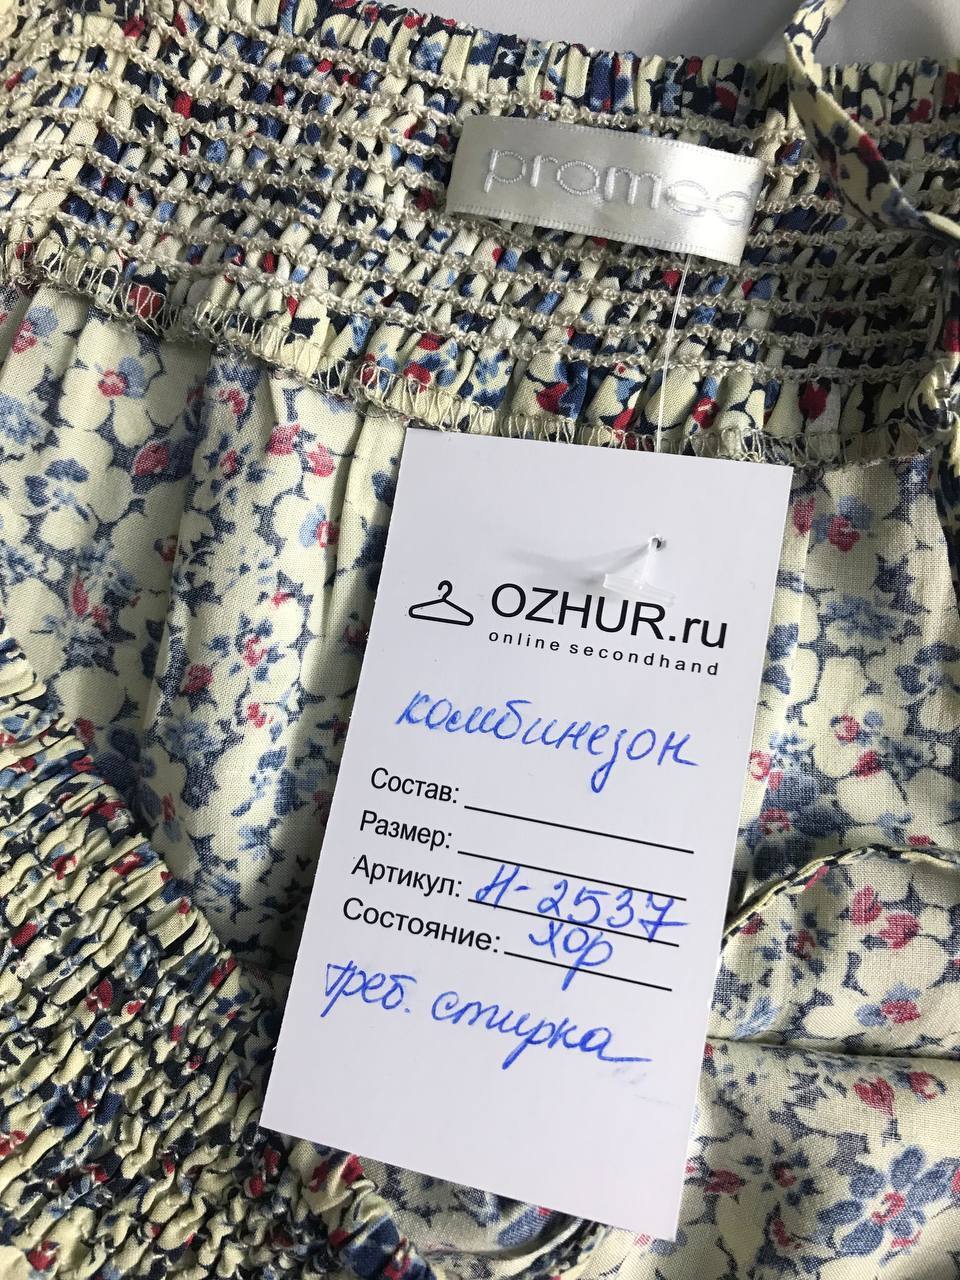 promod
OZHUR.ru
online secondhand
комбинезон
Состав:
Размер:
Артикул: Н-2537
Состояние: хор
треб. стирка